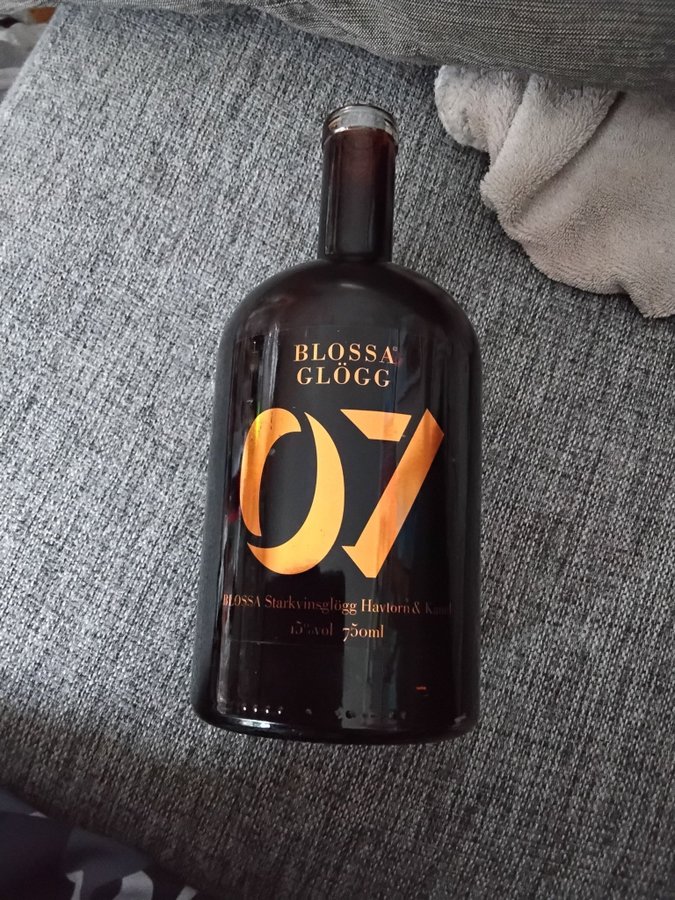 BLOSSA
GLÖGG
07
BLOSSA Starkvinsglögg Havtorn & Kanel
15% vol 750ml